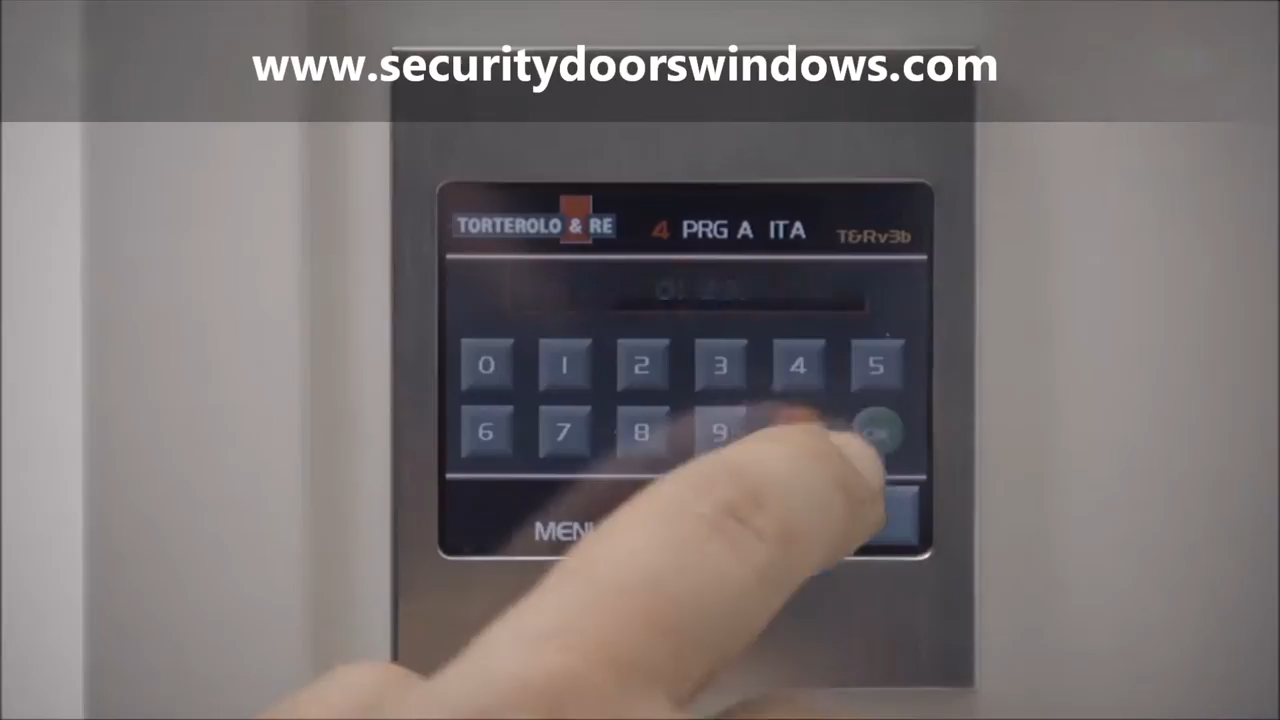 www.securitydoorswindows.com
TORTEROLO & RE 4 PRG A ITA T&Rv3b
0 1 2 3 4 5
6 7 8 9 OK